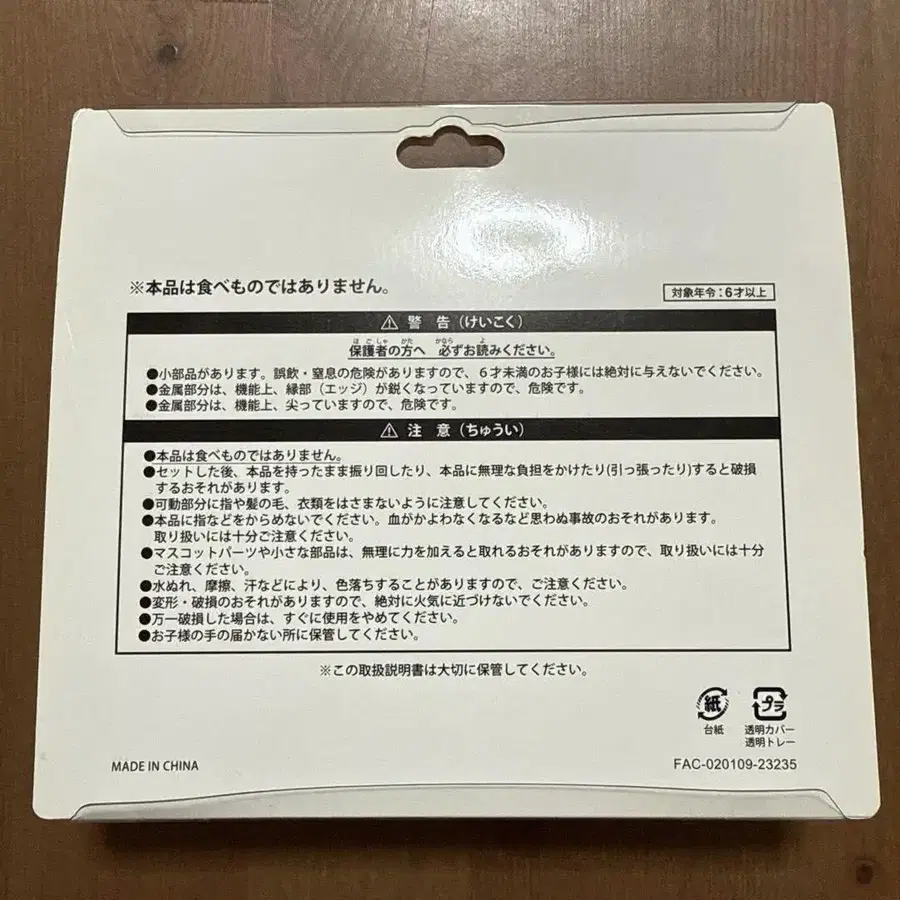 ※本品は食べものではありません。
対象年令：6才以上
⚠ 警 告（けいこく）
保護者の方へ 必ずお読みください。
●小部品があります。誤飲・窒息の危険がありますので、６才未満のお子様には絶対に与えないでください。
●金属部分は、機能上、縁部（エッジ）が鋭くなっていますので、危険です。
●金属部分は、機能上、尖っていますので、危険です。
⚠ 注 意（ちゅうい）
●本品は食べものではありません。
●セットした後、本品を持ったまま振り回したり、本品に無理な負担をかけたり(引っ張ったり)すると破損
するおそれがあります。
●可動部分に指や髪の毛、衣類をはさまないように注意してください。
●本品に指などをからめないでください。血がかよわなくなるなど思わぬ事故のおそれがあります。
取り扱いには十分ご注意ください。
●マスコットパーツや小さな部品は、無理に力を加えると取れるおそれがありますので、取り扱いには十分
ご注意ください。
●水ぬれ、摩擦、汗などにより、色落ちすることがありますので、ご注意ください。
●変形・破損のおそれがありますので、絶対に火気に近づけないでください。
●万一破損した場合は、すぐに使用をやめてください。
●お子様の手の届かない所に保管してください。
※この取扱説明書は大切に保管してください。
紙 プラ
台紙 透明カバー
透明トレー
MADE IN CHINA
FAC-020109-23235